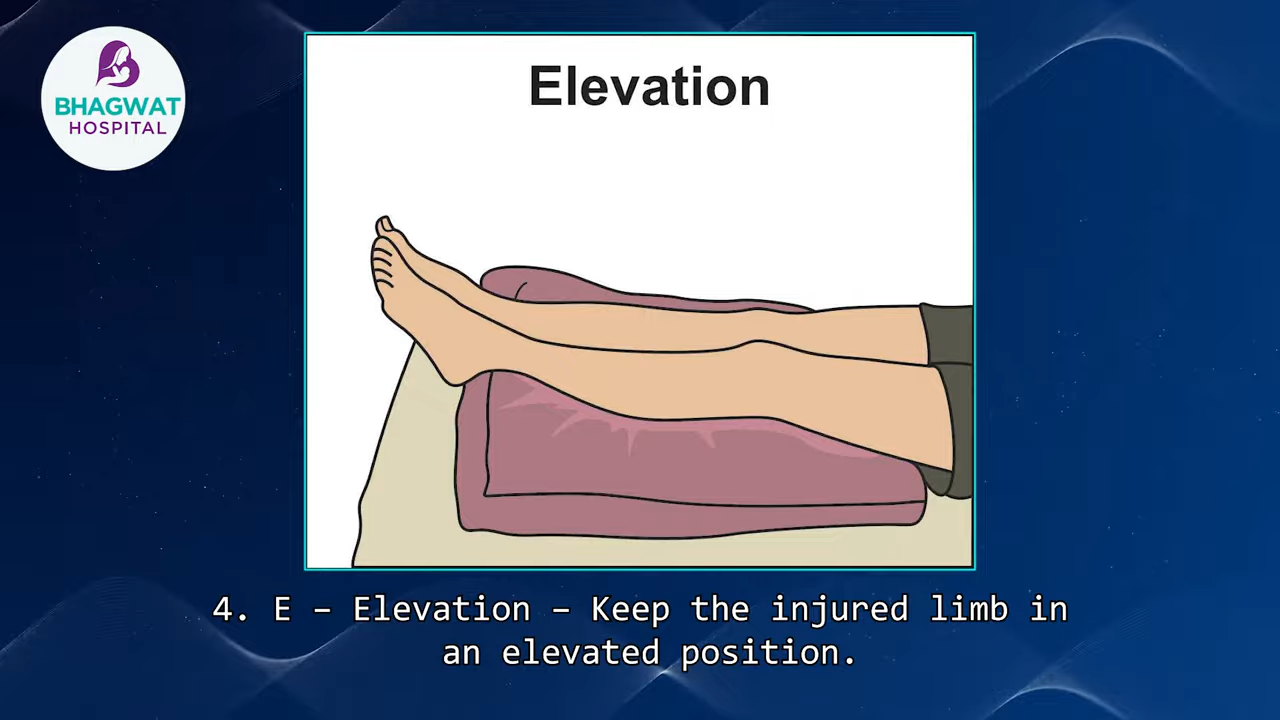 BHAGWAT
HOSPITAL
Elevation
4. E – Elevation – Keep the injured limb in
an elevated position.